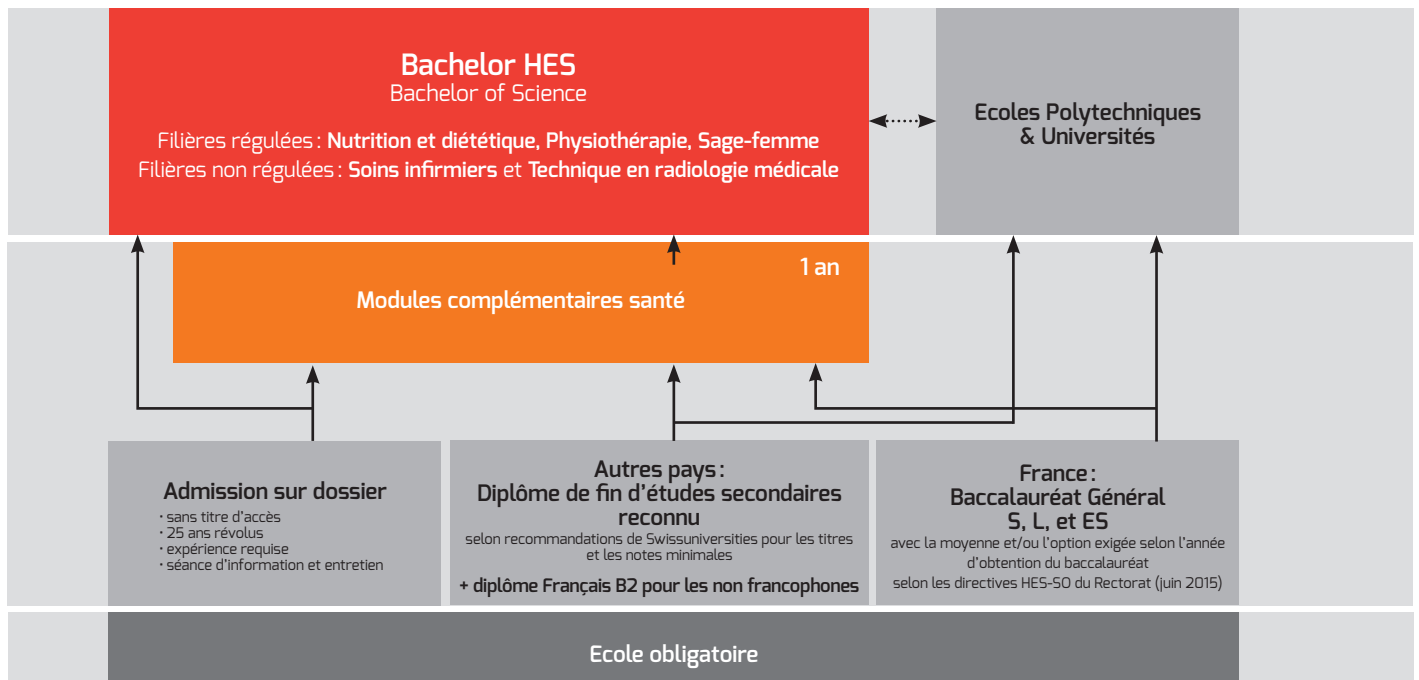 Bachelor HES
Bachelor of Science
Filières régulées : Nutrition et diététique, Physiothérapie, Sage-femme
Filières non régulées : Soins infirmiers et Technique en radiologie médicale
Ecoles Polytechniques
& Universités
1 an
Modules complémentaires santé
Admission sur dossier
• sans titre d'accès
• 25 ans révolus
• expérience requise
• séance d'information et entretien
Autres pays :
Diplôme de fin d'études secondaires
reconnu
selon recommandations de Swissuniversities pour les titres
et les notes minimales
+ diplôme Français B2 pour les non francophones
France :
Baccalauréat Général
S, L, et ES
avec la moyenne et/ou l'option exigée selon l'année
d'obtention du baccalauréat
selon les directives HES-SO du Rectorat (juin 2015)
Ecole obligatoire